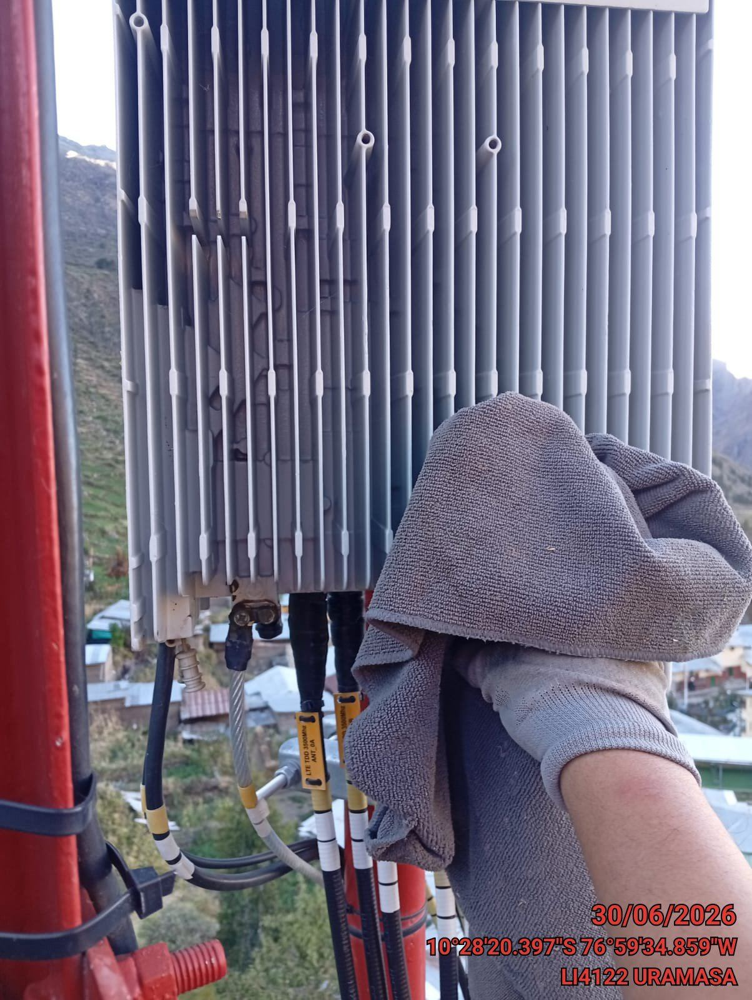 LTE TDD 3500Mhz
ANT_0A
3500Mhz
30/06/2026
10°28'20.397"S 76°59'34.859"W
LI4122 URAMASA